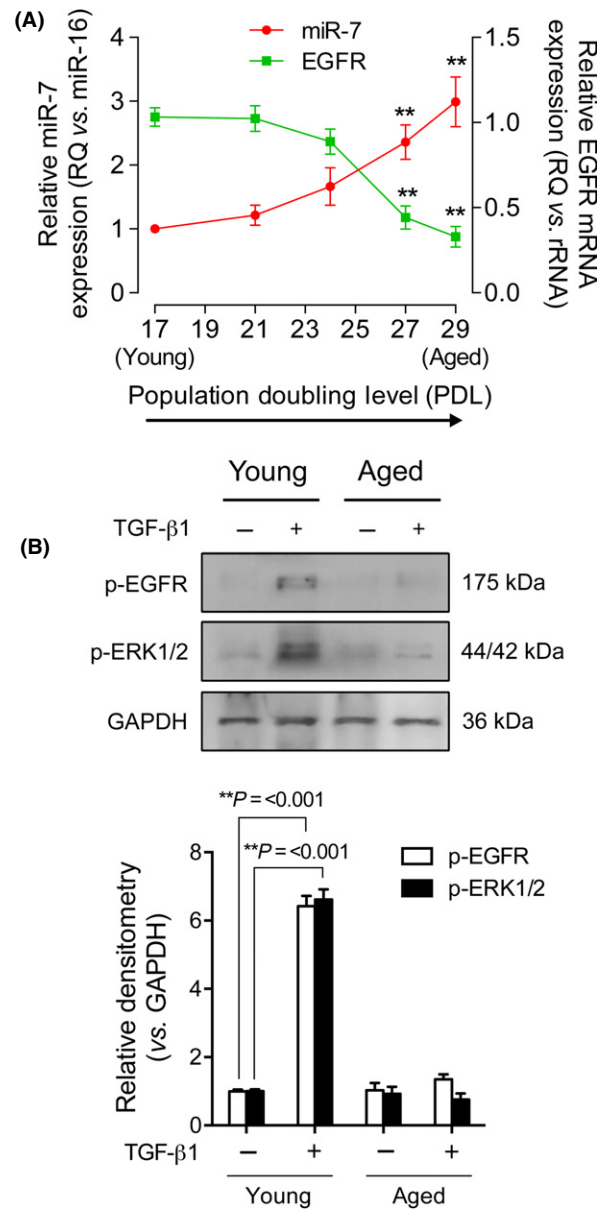 (A)
miR-7
EGFR
Relative miR-7
expression (RQ vs. miR-16)
4
3
2
1
0
**
**
**
**
1.5
1.0
0.5
0.0
Relative EGFR mRNA
expression (RQ vs. rRNA)
17 19 21 23 25 27 29
(Young) (Aged)
Population doubling level (PDL)
(B)
Young Aged
TGF-β1 – + – +
p-EGFR 175 kDa
p-ERK1/2 44/42 kDa
GAPDH 36 kDa
**P = <0.001
**P = <0.001
p-EGFR
p-ERK1/2
Relative densitometry
(vs. GAPDH)
8
6
4
2
0
TGF-β1 – + – +
Young Aged